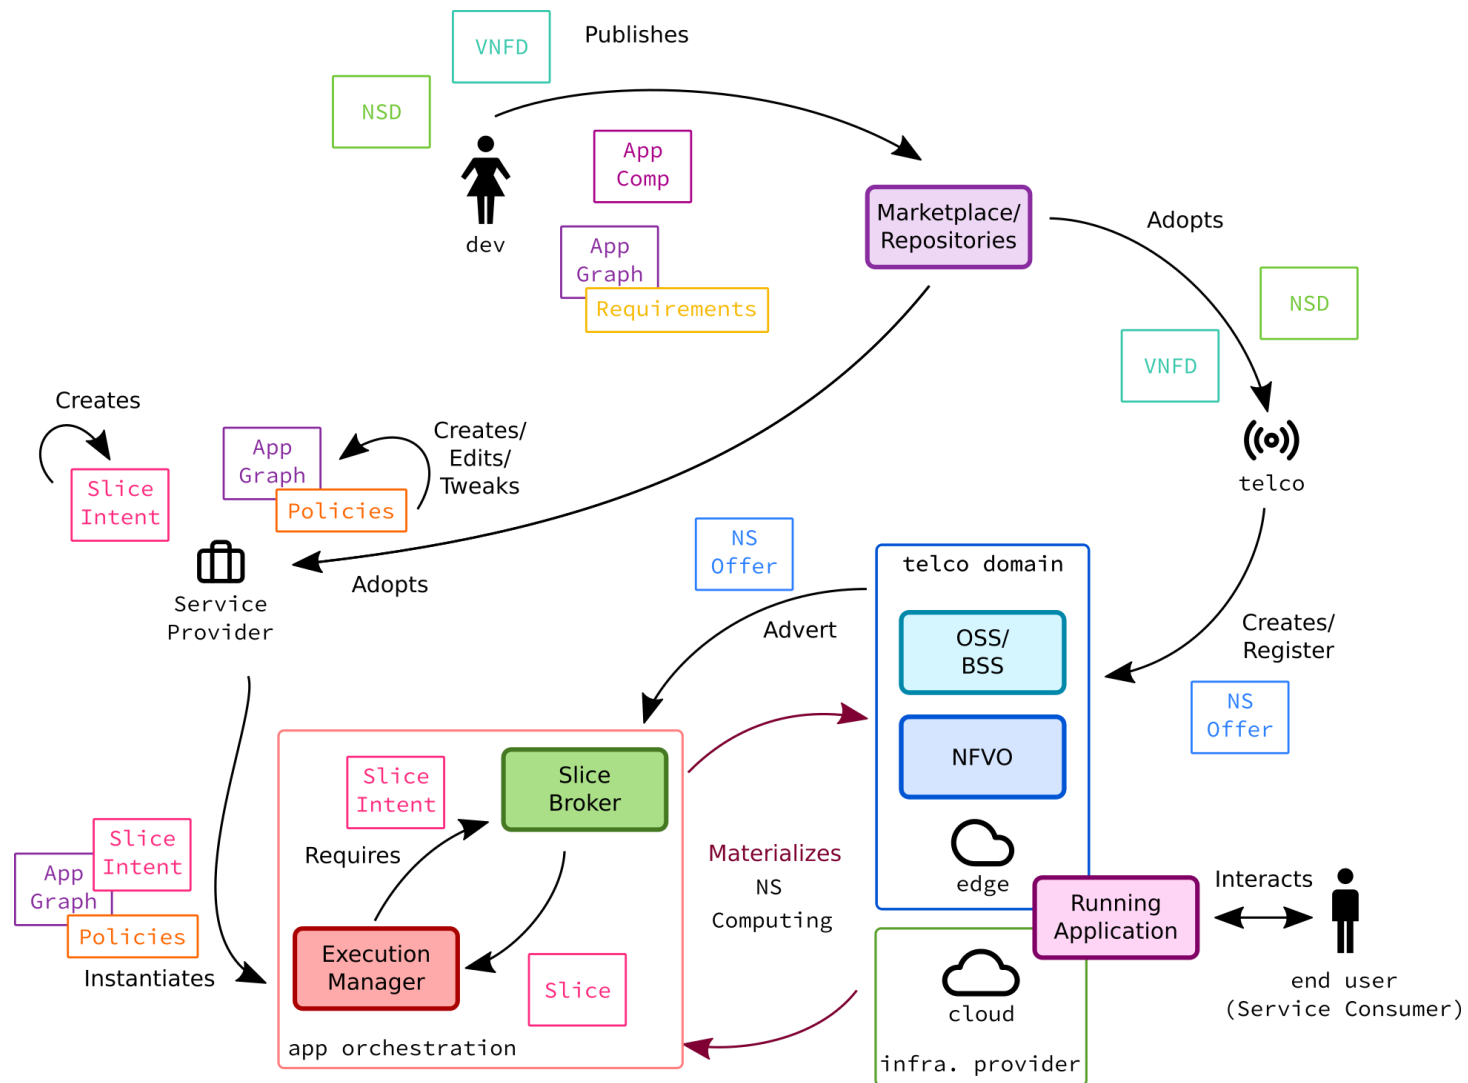 VNFD
Publishes
NSD
App
Comp
dev
App
Graph
Requirements
Marketplace/
Repositories
Adopts
NSD
VNFD
telco
Creates
Slice
Intent
App
Graph
Policies
Creates/
Edits/
Tweaks
Service
Provider
Adopts
NS
Offer
Advert
telco domain
OSS/
BSS
NFVO
edge
Creates/
Register
NS
Offer
Slice
Intent
Slice
Broker
Requires
Execution
Manager
Slice
app orchestration
Materializes
NS
Computing
Slice
Intent
App
Graph
Policies
Instantiates
Running
Application
Interacts
end user
(Service Consumer)
cloud
infra. provider